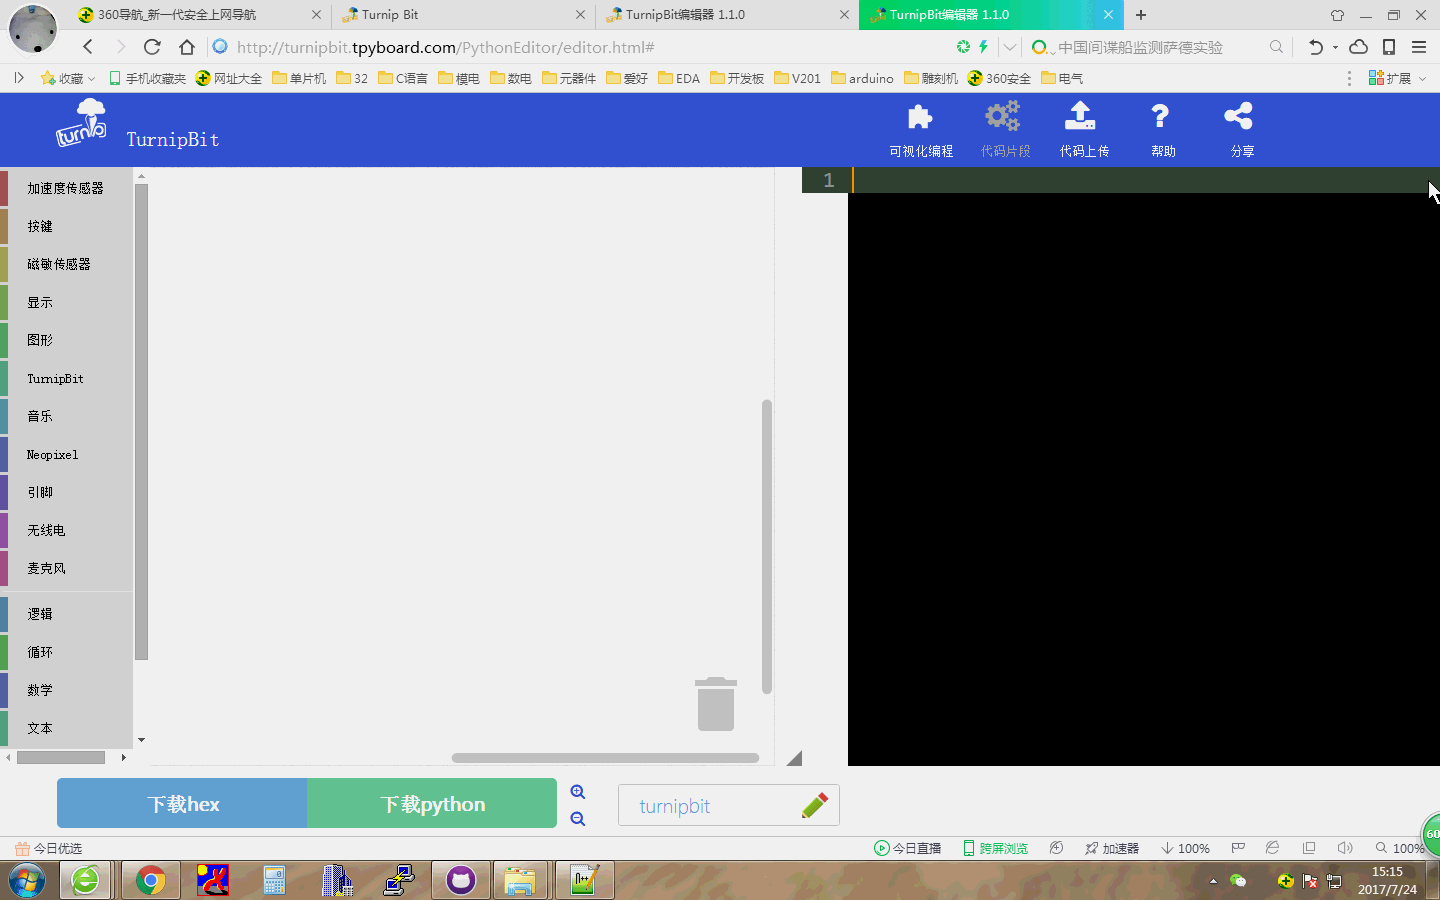 360导航_新一代安全上网导航
Turnip Bit
TurnipBit编辑器 1.1.0
TurnipBit编辑器 1.1.0
http://turnipbit.tpyboard.com/PythonEditor/editor.html#
中国间谍船监测萨德实验
收藏
手机收藏夹
网址大全
单片机
32
C语言
模电
数电
元器件
爱好
EDA
开发板
V201
arduino
雕刻机
360安全
电气
扩展
turnip
TurnipBit
可视化编程
代码片段
代码上传
帮助
分享
加速度传感器
按键
磁敏传感器
显示
图形
TurnipBit
音乐
Neopixel
引脚
无线电
麦克风
逻辑
循环
数学
文本
1
下载hex
下载python
turnipbit
60
今日优选
今日直播
跨屏浏览
加速器
100%
100%
15:15
2017/7/24